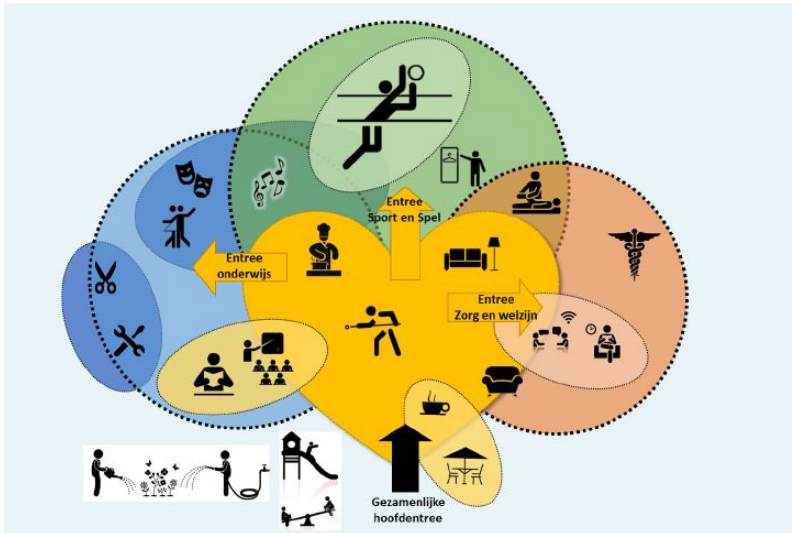 Entree
Sport en Spel
Entree
onderwijs
Entree
Zorg en welzijn
Gezamenlijke
hoofdentree